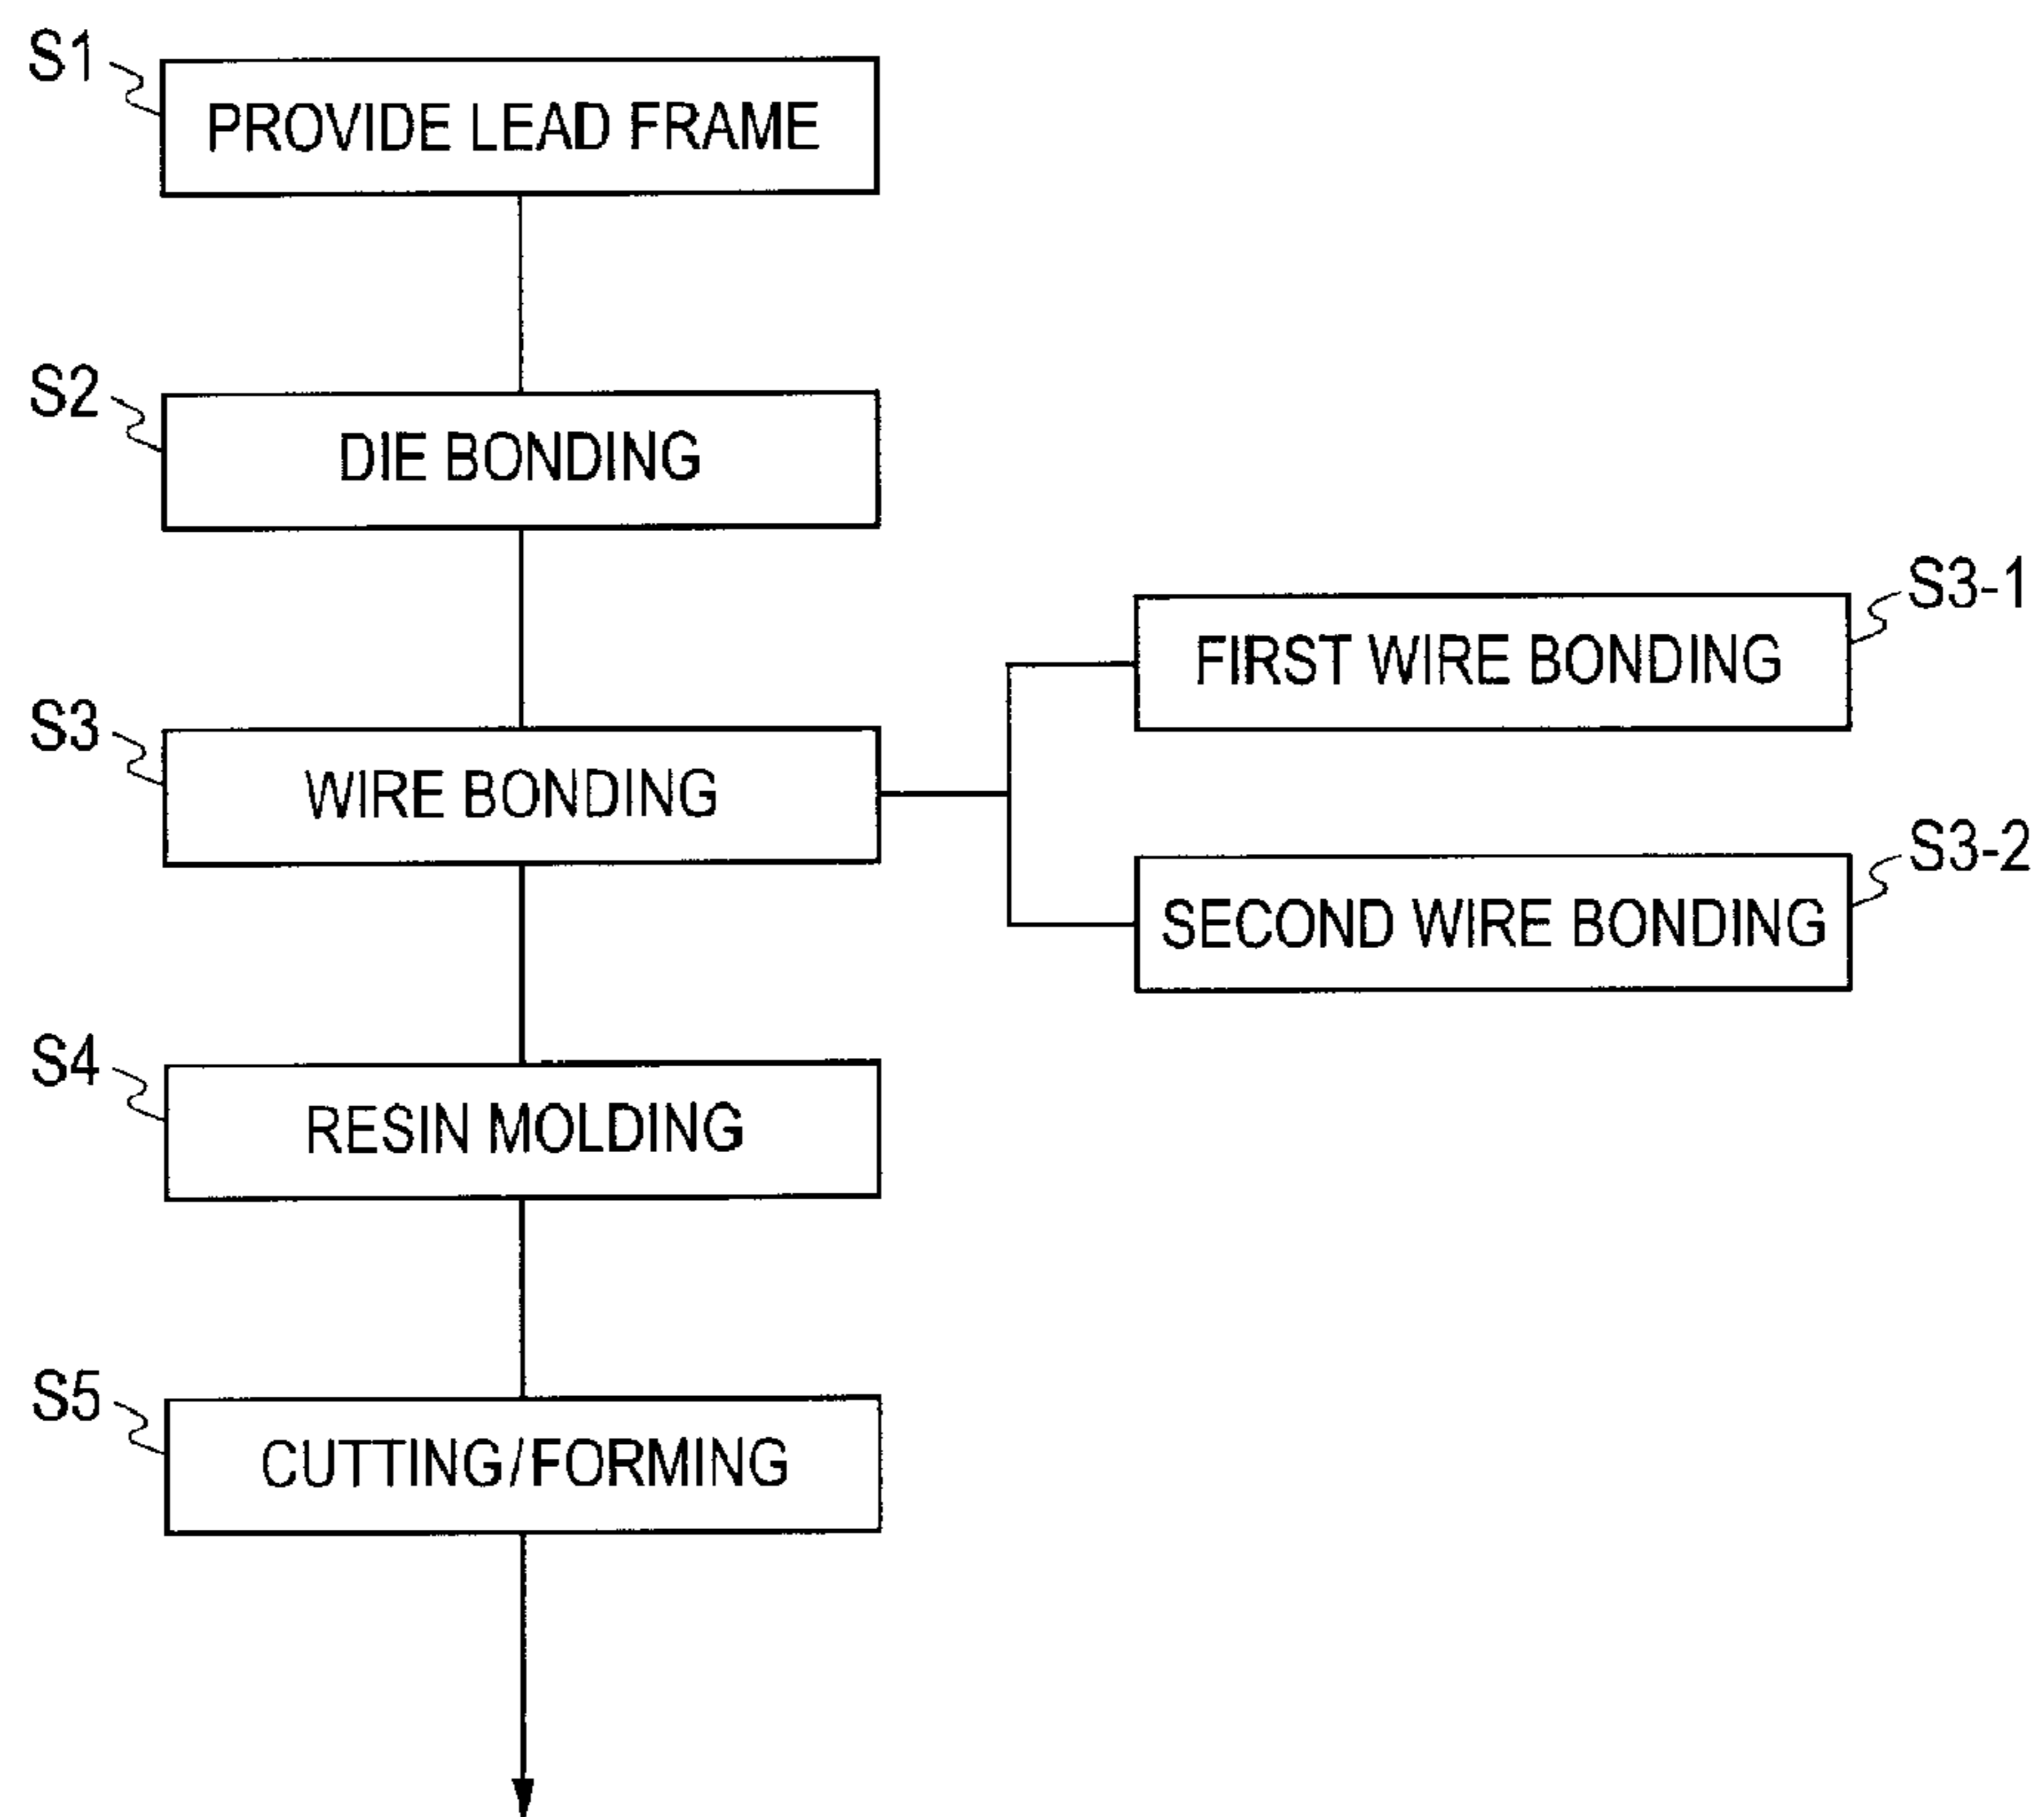 S1
PROVIDE LEAD FRAME
S2
DIE BONDING
S3-1
FIRST WIRE BONDING
S3
WIRE BONDING
S3-2
SECOND WIRE BONDING
S4
RESIN MOLDING
S5
CUTTING/FORMING